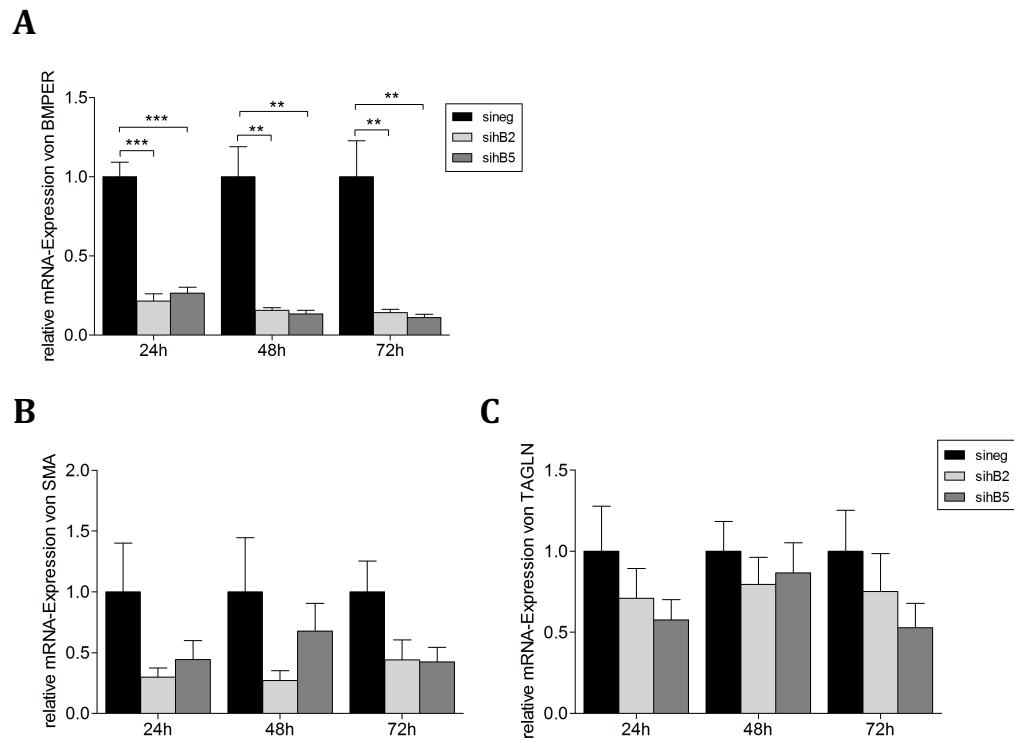 A
relative mRNA-Expression von BMPER
1.5
1.0
0.5
0.0
***
***
**
**
**
**
24h
48h
72h
sineg
sihB2
sihB5
B
relative mRNA-Expression von SMA
2.0
1.5
1.0
0.5
0.0
24h
48h
72h
C
relative mRNA-Expression von TAGLN
1.5
1.0
0.5
0.0
24h
48h
72h
sineg
sihB2
sihB5